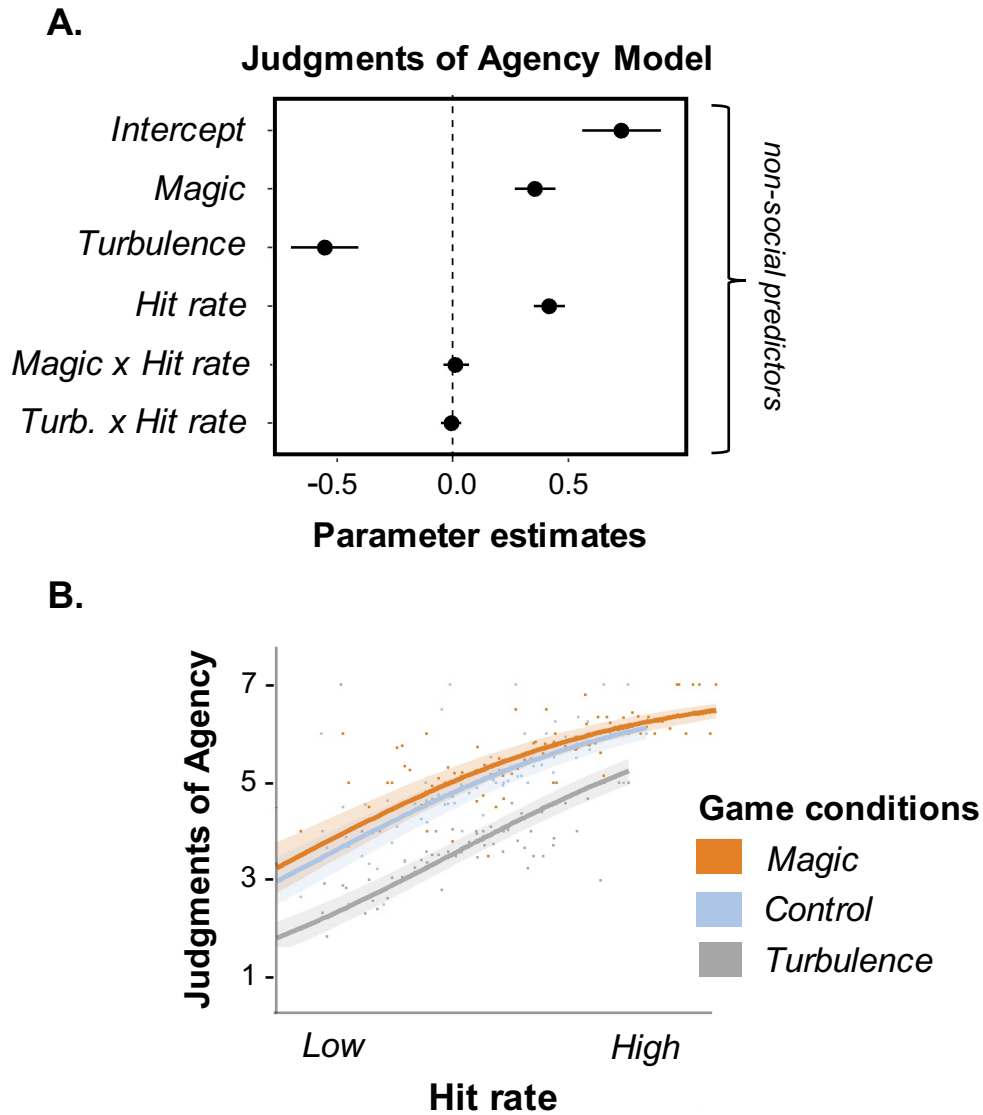 A.
Judgments of Agency Model
Intercept
Magic
Turbulence
Hit rate
Magic x Hit rate
Turb. x Hit rate
non-social predictors
-0.5 0.0 0.5
Parameter estimates
B.
Judgments of Agency
7
5
3
1
Low High
Hit rate
Game conditions
Magic
Control
Turbulence